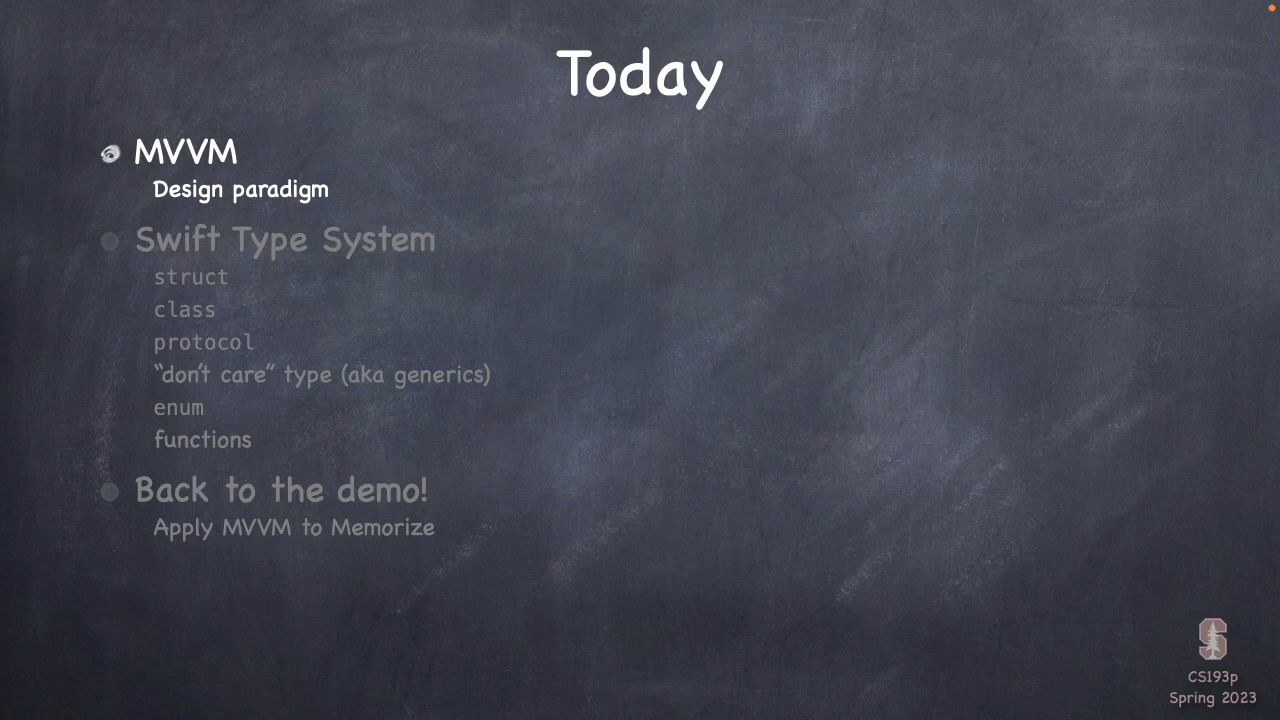 Today
MVVM
Design paradigm
Swift Type System
struct
class
protocol
“don’t care” type (aka generics)
enum
functions
Back to the demo!
Apply MVVM to Memorize
S
CS193p
Spring 2023